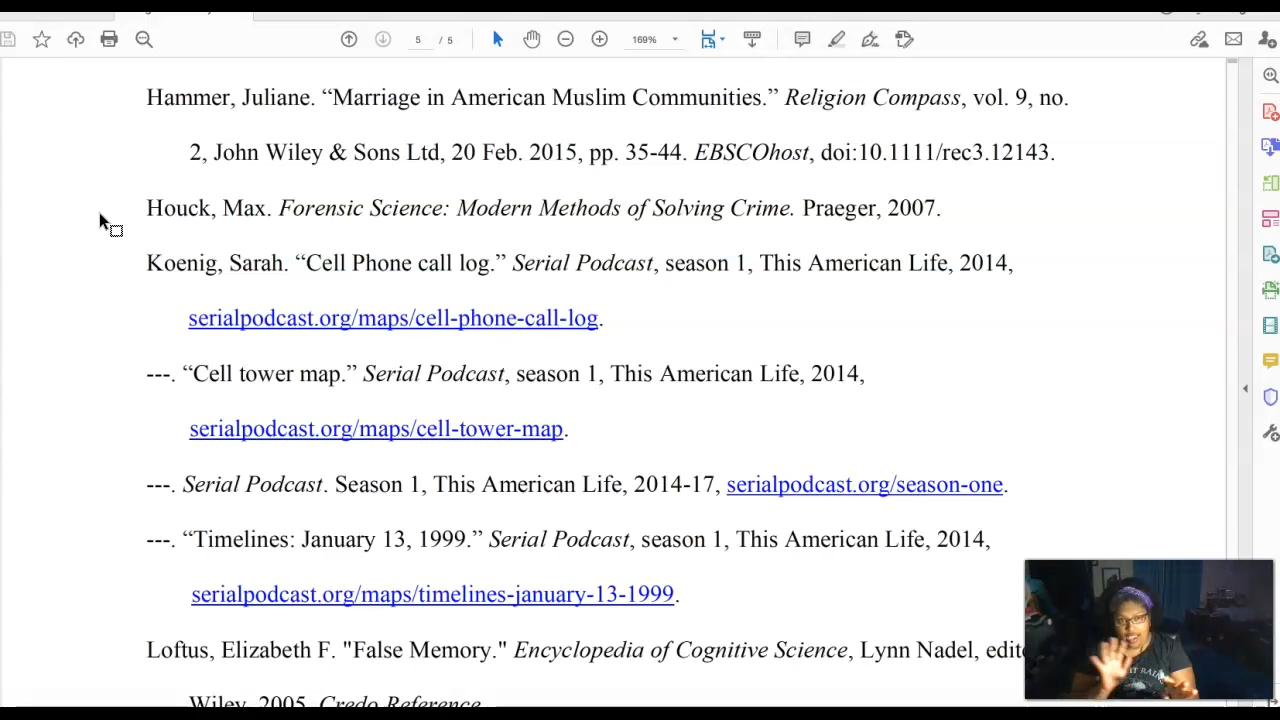 5 / 5
169%
Hammer, Juliane. “Marriage in American Muslim Communities.” Religion Compass, vol. 9, no.
2, John Wiley & Sons Ltd, 20 Feb. 2015, pp. 35-44. EBSCOhost, doi:10.1111/rec3.12143.
Houck, Max. Forensic Science: Modern Methods of Solving Crime. Praeger, 2007.
Koenig, Sarah. “Cell Phone call log.” Serial Podcast, season 1, This American Life, 2014,
serialpodcast.org/maps/cell-phone-call-log.
---. “Cell tower map.” Serial Podcast, season 1, This American Life, 2014,
serialpodcast.org/maps/cell-tower-map.
---. Serial Podcast. Season 1, This American Life, 2014-17, serialpodcast.org/season-one.
---. “Timelines: January 13, 1999.” Serial Podcast, season 1, This American Life, 2014,
serialpodcast.org/maps/timelines-january-13-1999.
Loftus, Elizabeth F. "False Memory." Encyclopedia of Cognitive Science, Lynn Nadel, edit
Wiley, 2005. Credo Reference